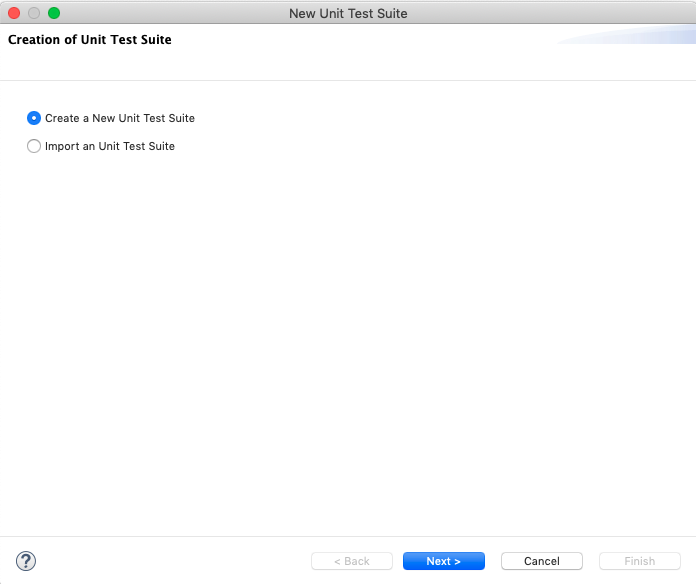 New Unit Test Suite
Creation of Unit Test Suite
Create a New Unit Test Suite
Import an Unit Test Suite
?
< Back
Next >
Cancel
Finish